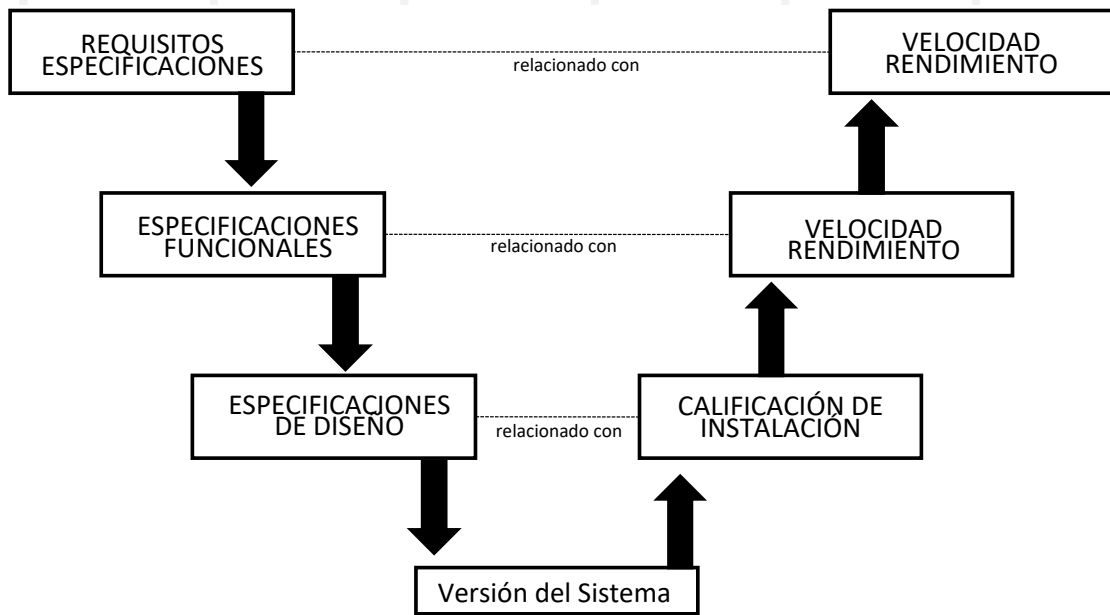 REQUISITOS
ESPECIFICACIONES
relacionado con
VELOCIDAD
RENDIMIENTO
ESPECIFICACIONES
FUNCIONALES
relacionado con
VELOCIDAD
RENDIMIENTO
ESPECIFICACIONES
DE DISEÑO
relacionado con
CALIFICACIÓN DE
INSTALACIÓN
Versión del Sistema